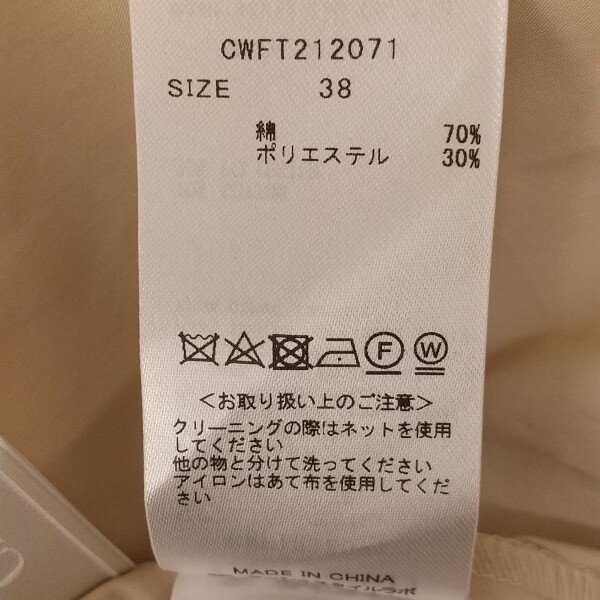 CWFT212071
SIZE 38
綿 70%
ポリエステル 30%
F W
<お取り扱い上のご注意>
クリーニングの際はネットを使用
してください
他の物と分けて洗ってください
アイロンはあて布を使用してくだ
さい
MADE IN CHINA